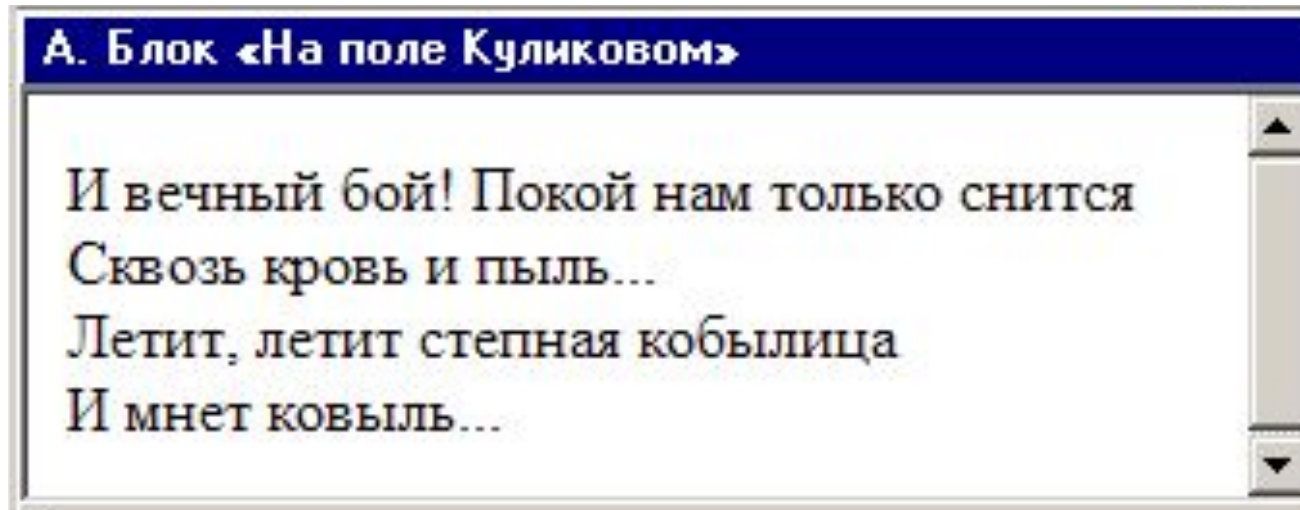 А. Блок «На поле Куликовом»
И вечный бой! Покой нам только снится
Сквозь кровь и пыль...
Летит, летит степная кобылица
И мнет ковыль...